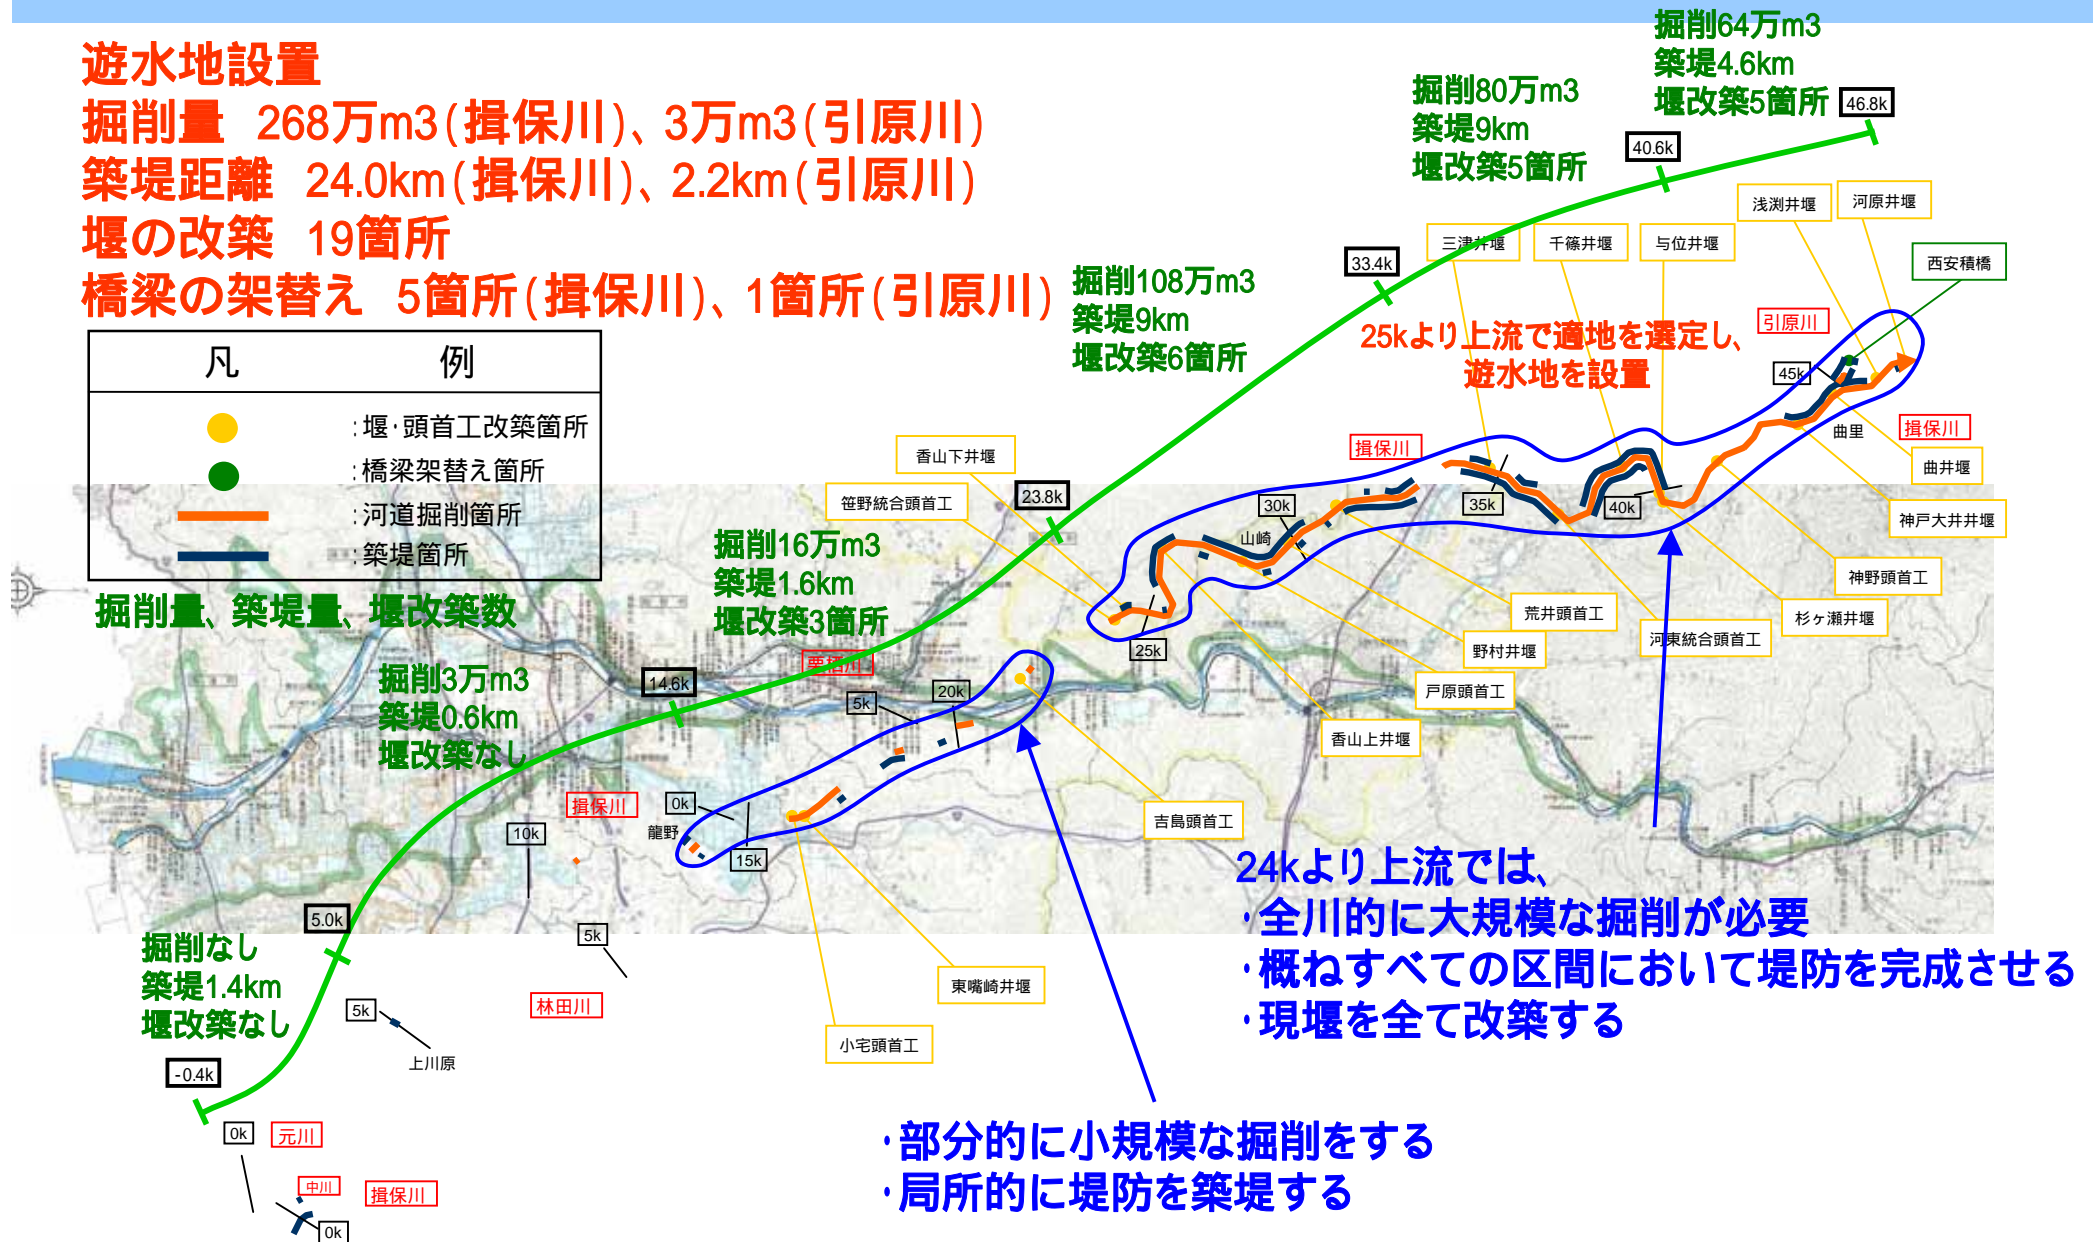 遊水地設置
掘削量　268万m3(揖保川)、3万m3(引原川)
築堤距離　24.0km(揖保川)、2.2km(引原川)
堰の改築　19箇所
橋梁の架替え　5箇所(揖保川)、1箇所(引原川)
凡　例
:堰・頭首工改築箇所
:橋梁架替え箇所
:河道掘削箇所
:築堤箇所
掘削量、築堤量、堰改築数
掘削64万m3
築堤4.6km
堰改築5箇所
46.8k
掘削80万m3
築堤9km
堰改築5箇所
40.6k
掘削108万m3
築堤9km
堰改築6箇所
33.4k
掘削16万m3
築堤1.6km
堰改築3箇所
23.8k
掘削3万m3
築堤0.6km
堰改築なし
14.6k
掘削なし
築堤1.4km
堰改築なし
5.0k
-0.4k
25kより上流で適地を選定し、
遊水地を設置
三津井堰
千篠井堰
与位井堰
浅渕井堰
河原井堰
西安積橋
引原川
45k
揖保川
曲里
曲井堰
神戸大井井堰
神野頭首工
杉ヶ瀬井堰
河東統合頭首工
荒井頭首工
野村井堰
戸原頭首工
香山上井堰
吉島頭首工
揖保川
35k
40k
30k
山崎
25k
香山下井堰
笹野統合頭首工
栗栖川
5k
20k
揖保川
0k
龍野
15k
10k
5k
林田川
東嘴崎井堰
小宅頭首工
5k
上川原
0k
元川
中川
揖保川
0k
24kより上流では、
・全川的に大規模な掘削が必要
・概ねすべての区間において堤防を完成させる
・現堰を全て改築する
・部分的に小規模な掘削をする
・局所的に堤防を築堤する